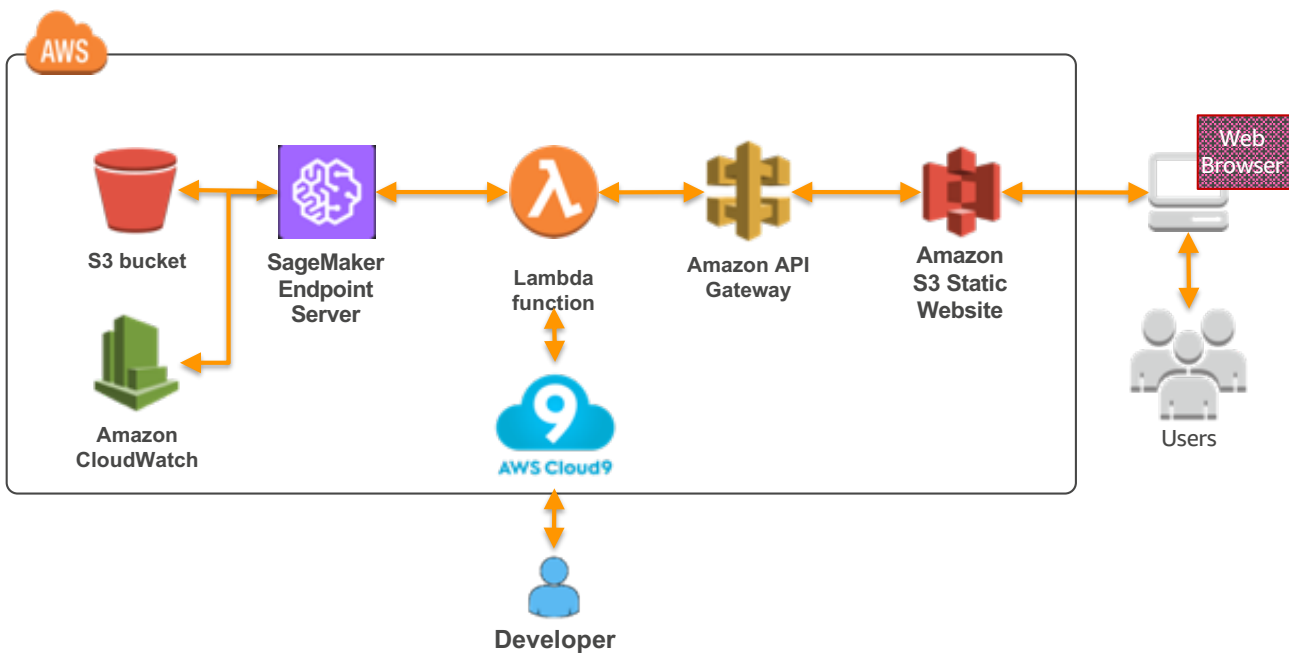 AWS
Web
Browser
S3 bucket
SageMaker
Endpoint
Server
Lambda
function
Amazon API
Gateway
Amazon
S3 Static
Website
Amazon
CloudWatch
9
AWS Cloud9
Users
Developer